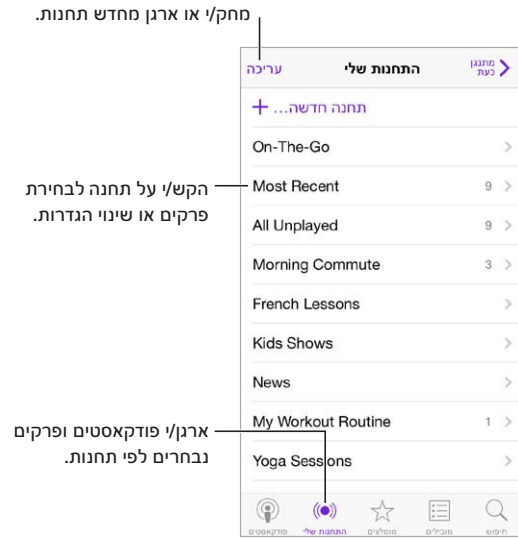 מחק/י או ארגן מחדש תחנות.
מתנגן
כעת
התחנות שלי
עריכה
תחנה חדשה...
On-The-Go
Most Recent 9
הקש/י על תחנה לבחירת
פרקים או שינוי הגדרות.
All Unplayed 9
Morning Commute 3
French Lessons
Kids Shows
News
My Workout Routine 1
ארגן/י פודקאסטים ופרקים
נבחרים לפי תחנות.
Yoga Sessions
חיפוש
מובילים
מומלצים
התחנות שלי
פודקאסטים